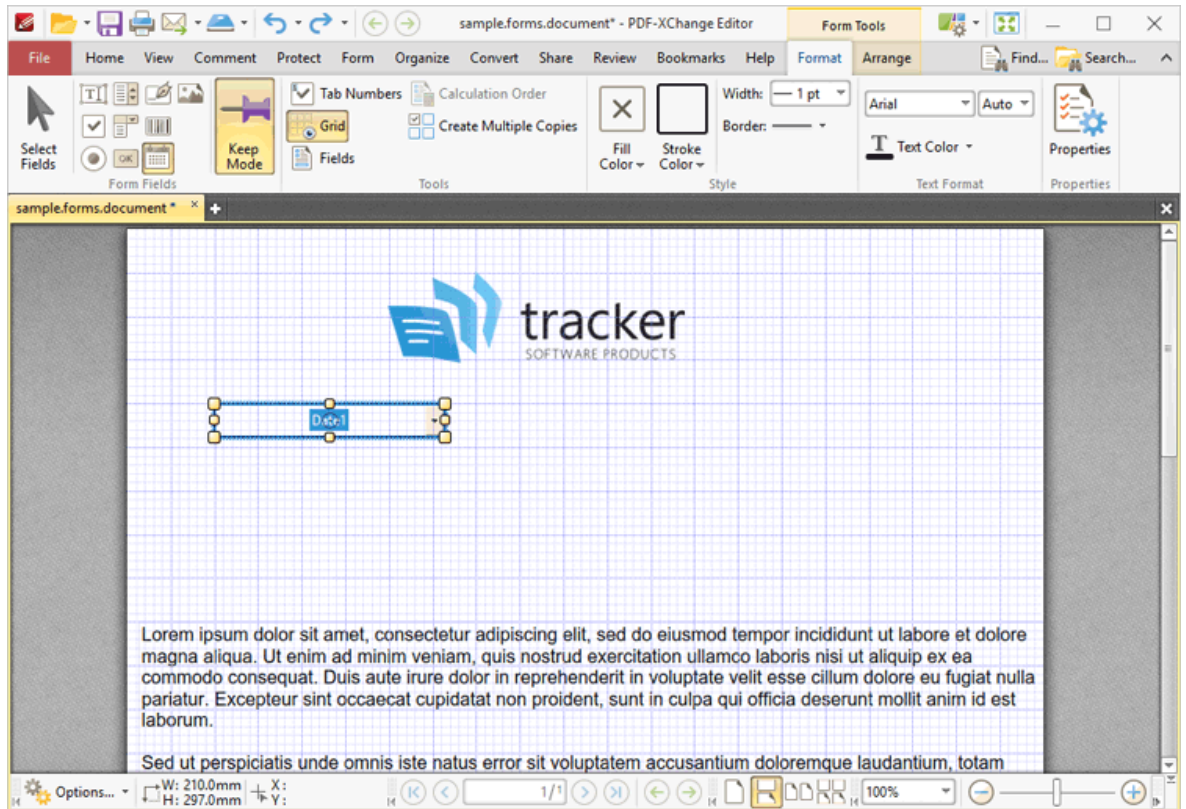 sample.forms.document* - PDF-XChange Editor
Form Tools
File Home View Comment Protect Form Organize Convert Share Review Bookmarks Help Format Arrange Find... Search...
Select Fields
OK
Form Fields
Keep Mode
Tab Numbers
Grid
Fields
Calculation Order
Create Multiple Copies
Tools
Fill Color
Stroke Color
Width: 1 pt
Border:
Style
Arial Auto
T Text Color
Text Format
Properties
Properties
sample.forms.document *
tracker
SOFTWARE PRODUCTS
Date1
Lorem ipsum dolor sit amet, consectetur adipiscing elit, sed do eiusmod tempor incididunt ut labore et dolore
magna aliqua. Ut enim ad minim veniam, quis nostrud exercitation ullamco laboris nisi ut aliquip ex ea
commodo consequat. Duis aute irure dolor in reprehenderit in voluptate velit esse cillum dolore eu fugiat nulla
pariatur. Excepteur sint occaecat cupidatat non proident, sunt in culpa qui officia deserunt mollit anim id est
laborum.
Sed ut perspiciatis unde omnis iste natus error sit voluptatem accusantium doloremque laudantium, totam
Options...
W: 210.0mm X:
H: 297.0mm Y:
1/1
100%